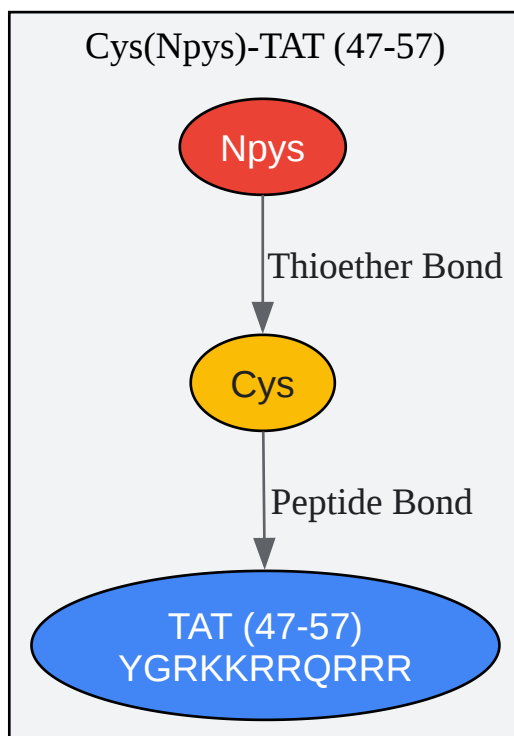 Cys(Npys)-TAT (47-57)
Npys
Thioether Bond
Cys
Peptide Bond
TAT (47-57)
YGRKKRRQRRR